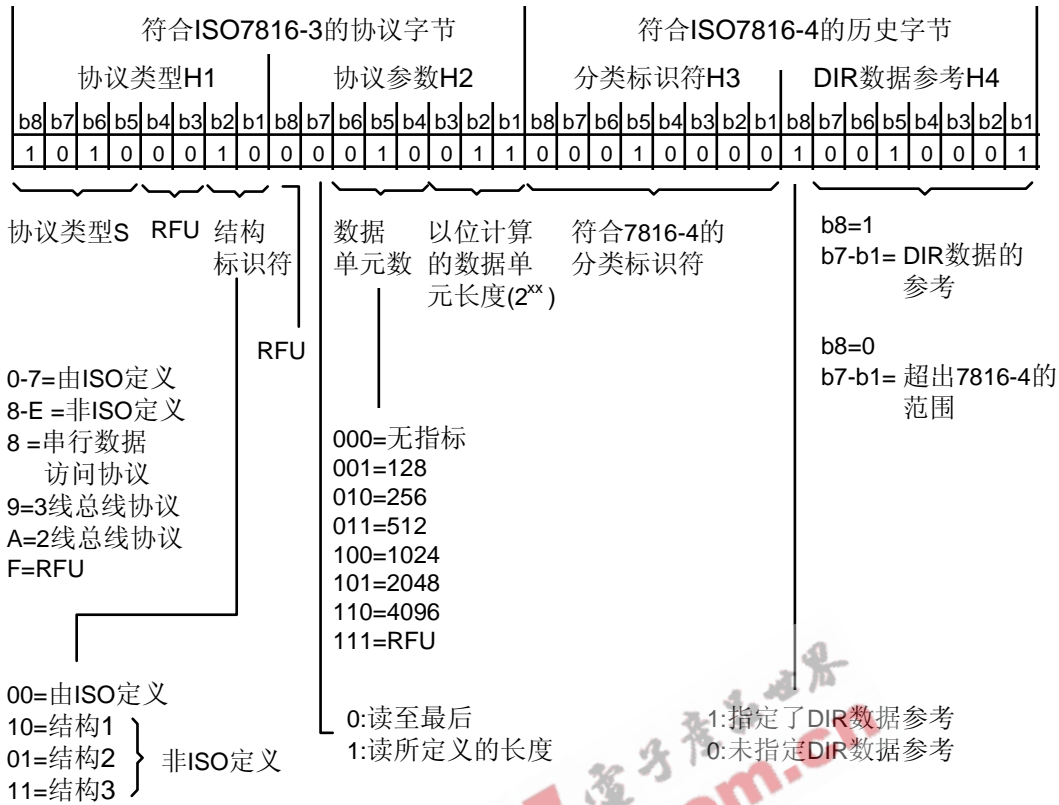 符合ISO7816-3的协议字节 符合ISO7816-4的历史字节
协议类型H1 协议参数H2 分类标识符H3 DIR数据参考H4
b8 b7 b6 b5 b4 b3 b2 b1 b8 b7 b6 b5 b4 b3 b2 b1 b8 b7 b6 b5 b4 b3 b2 b1 b8 b7 b6 b5 b4 b3 b2 b1
1 0 1 0 0 0 1 0 0 0 0 1 0 0 1 1 0 0 0 1 0 0 0 0 1 0 0 1 0 0 0 1
协议类型S
RFU
结构
标识符
RFU
数据
单元数
以位计算
的数据单
元长度(2^xx)
符合7816-4的
分类标识符
b8=1
b7-b1= DIR数据的
参考
b8=0
b7-b1= 超出7816-4的
范围
0-7=由ISO定义
8-E =非ISO定义
8 =串行数据
访问协议
9=3线总线协议
A=2线总线协议
F=RFU
000=无指标
001=128
010=256
011=512
100=1024
101=2048
110=4096
111=RFU
00=由ISO定义
10=结构1
01=结构2
11=结构3
非ISO定义
0:读至最后
1:读所定义的长度
1:指定了DIR数据参考
0:未指定DIR数据参考
電子產品世界
om.cn